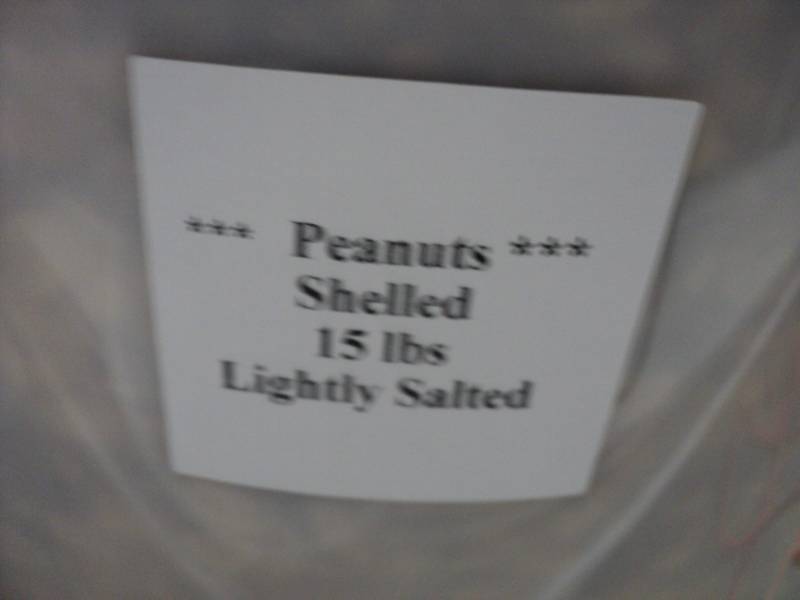 *** Peanuts ***
Shelled
15 lbs
Lightly Salted